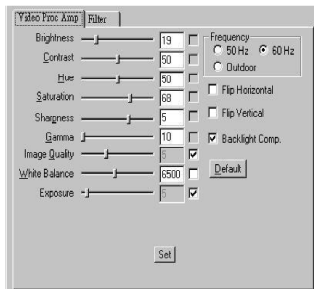 Video Proc Amp Filter
Brightness 19
Contrast 50
Hue 50
Saturation 68
Sharpness 5
Gamma 10
Image Quality 5
White Balance 6500
Exposure 5
Frequency
50 Hz 60 Hz
Outdoor
Flip Horizontal
Flip Vertical
Backlight Comp.
Default
Set